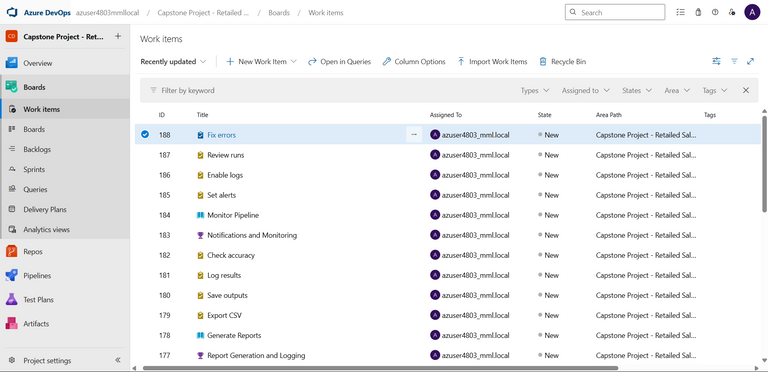 Azure DevOps azuser4803mmllocal / Capstone Project - Retailed ... / Boards / Work items Search A
CD Capstone Project - Ret... +
Overview
Boards
Work items
Boards
Backlogs
Sprints
Queries
Delivery Plans
Analytics views
Repos
Pipelines
Test Plans
Artifacts
Project settings
Work items
Recently updated New Work Item Open in Queries Column Options Import Work Items Recycle Bin
Filter by keyword Types Assigned to States Area Tags
ID Title Assigned To State Area Path Tags
188 Fix errors ... A azuser4803_mml.local New Capstone Project - Retailed Sal...
187 Review runs A azuser4803_mml.local New Capstone Project - Retailed Sal...
186 Enable logs A azuser4803_mml.local New Capstone Project - Retailed Sal...
185 Set alerts A azuser4803_mml.local New Capstone Project - Retailed Sal...
184 Monitor Pipeline A azuser4803_mml.local New Capstone Project - Retailed Sal...
183 Notifications and Monitoring A azuser4803_mml.local New Capstone Project - Retailed Sal...
182 Check accuracy A azuser4803_mml.local New Capstone Project - Retailed Sal...
181 Log results A azuser4803_mml.local New Capstone Project - Retailed Sal...
180 Save outputs A azuser4803_mml.local New Capstone Project - Retailed Sal...
179 Export CSV A azuser4803_mml.local New Capstone Project - Retailed Sal...
178 Generate Reports A azuser4803_mml.local New Capstone Project - Retailed Sal...
177 Report Generation and Logging A azuser4803_mml.local New Capstone Project - Retailed Sal...